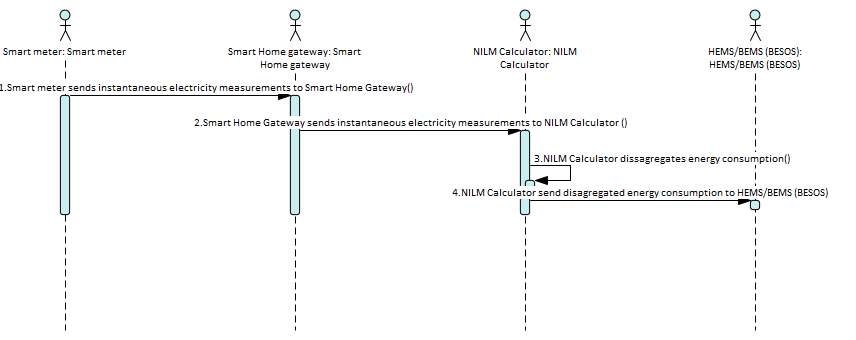 Smart meter: Smart meter
Smart Home gateway: Smart
Home gateway
NILM Calculator: NILM
Calculator
HEMS/BEMS (BESOS):
HEMS/BEMS (BESOS)
1.Smart meter sends instantaneous electricity measurements to Smart Home Gateway()
2.Smart Home Gateway sends instantaneous electricity measurements to NILM Calculator ()
3.NILM Calculator dissagregates energy consumption()
4.NILM Calculator send disagregated energy consumption to HEMS/BEMS (BESOS)